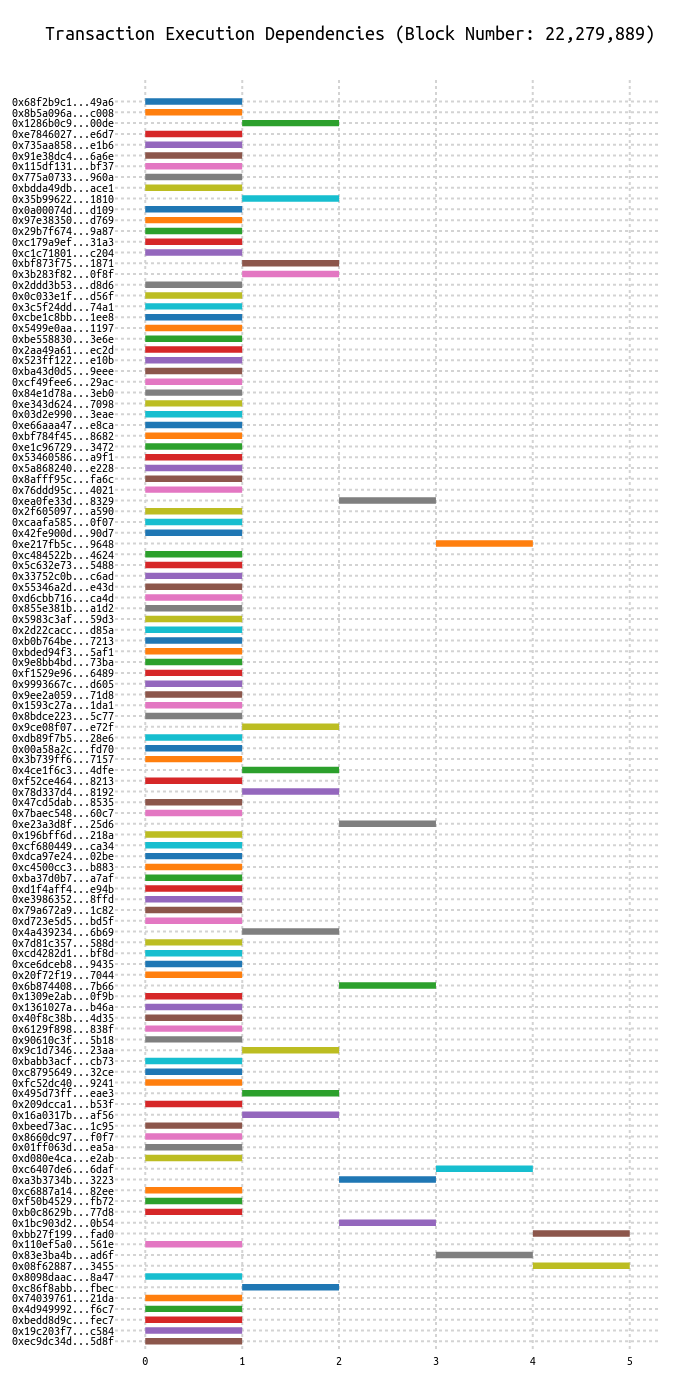 Transaction Execution Dependencies (Block Number: 22,279,889)
0x68f2b9c1...49a6
0x8b5a096a...c008
0x1286b0c9...00de
0xe7846027...e6d7
0x735aa858...e1b6
0x91e38dc4...6a6e
0x115df131...bf37
0x775a0733...960a
0xbdda49db...ace1
0x35b99622...1810
0x0a00074d...d109
0x97e38350...d769
0x29b7f674...9a87
0xc179a9ef...31a3
0xc1c71801...c204
0xbf873f75...1871
0x3b283f82...0f8f
0x2ddd3b53...d8d6
0x0c033e1f...d56f
0x3c5f24dd...74a1
0xcbe1c8bb...1ee8
0x5499e0aa...1197
0xbe558830...3e6e
0x2aa49a61...ec2d
0x523ff122...e10b
0xba43d0d5...9eee
0xcf49fee6...29ac
0x84e1d78a...3eb0
0xe343d624...7098
0x03d2e990...3eae
0xe66aaa47...e8ca
0xbf784f45...8682
0xe1c96729...3472
0x53460586...a9f1
0x5a868240...e228
0x8afff95c...fa6c
0x76ddd95c...4021
0xea0fe33d...8329
0x2f605097...a590
0xcaafa585...0f07
0x42fe900d...90d7
0xe217fb5c...9648
0xc484522b...4624
0x5c632e73...5488
0x33752c0b...c6ad
0x55346a2d...e43d
0xd6cbb716...ca4d
0x855e381b...a1d2
0x5983c3af...59d3
0x2d22cacc...d85a
0xb0b764be...7213
0xbded94f3...5af1
0x9e8bb4bd...73ba
0xf1529e96...6489
0x9993667c...d605
0x9ee2a059...71d8
0x1593c27a...1da1
0x8bdce223...5c77
0x9ce08f07...e72f
0xdb89f7b5...28e6
0x00a58a2c...fd70
0x3b739ff6...7157
0x4ce1f6c3...4dfe
0xf52ce464...8213
0x78d337d4...8192
0x47cd5dab...8535
0x7baec548...60c7
0xe23a3d8f...25d6
0x196bff6d...218a
0xcf680449...ca34
0xdca97e24...02be
0xc4500cc3...b883
0xba37d0b7...a7af
0xd1f4aff4...e94b
0xe3986352...8ffd
0x79a672a9...1c82
0xd723e5d5...bd5f
0x4a439234...6b69
0x7d81c357...588d
0xcd4282d1...bf8d
0xce6dceb8...9435
0x20f72f19...7044
0x6b874408...7b66
0x1309e2ab...0f9b
0x1361027a...b46a
0x40f8c38b...4d35
0x6129f898...838f
0x90610c3f...5b18
0x9c1d7346...23aa
0xbabb3acf...cb73
0xc8795649...32ce
0xfc52dc40...9241
0x495d73ff...eae3
0x209dcca1...b53f
0x16a0317b...af56
0xbeed73ac...1c95
0x8660dc97...f0f7
0x01ff063d...ea5a
0xd080e4ca...e2ab
0xc6407de6...6daf
0xa3b3734b...3223
0xc6887a14...82ee
0xf50b4529...fb72
0xb0c8629b...77d8
0x1bc903d2...0b54
0xbb27f199...fad0
0x110ef5a0...561e
0x83e3ba4b...ad6f
0x08f62887...3455
0x8098daac...8a47
0xc86f8abb...fbec
0x74039761...21da
0x4d949992...f6c7
0xbedd8d9c...fec7
0x19c203f7...c584
0xec9dc34d...5d8f
0 1 2 3 4 5